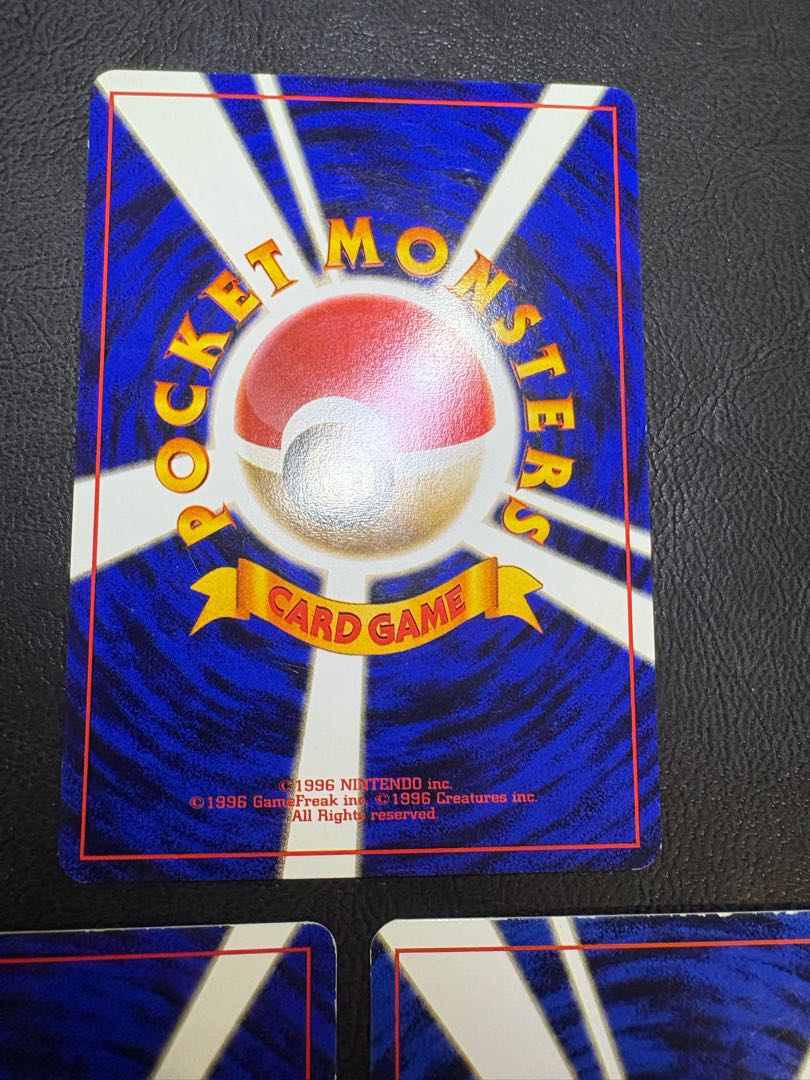 POCKET MONSTERS
CARD GAME
©1996 NINTENDO inc.
©1996 GameFreak inc. ©1996 Creatures inc.
All Rights reserved.